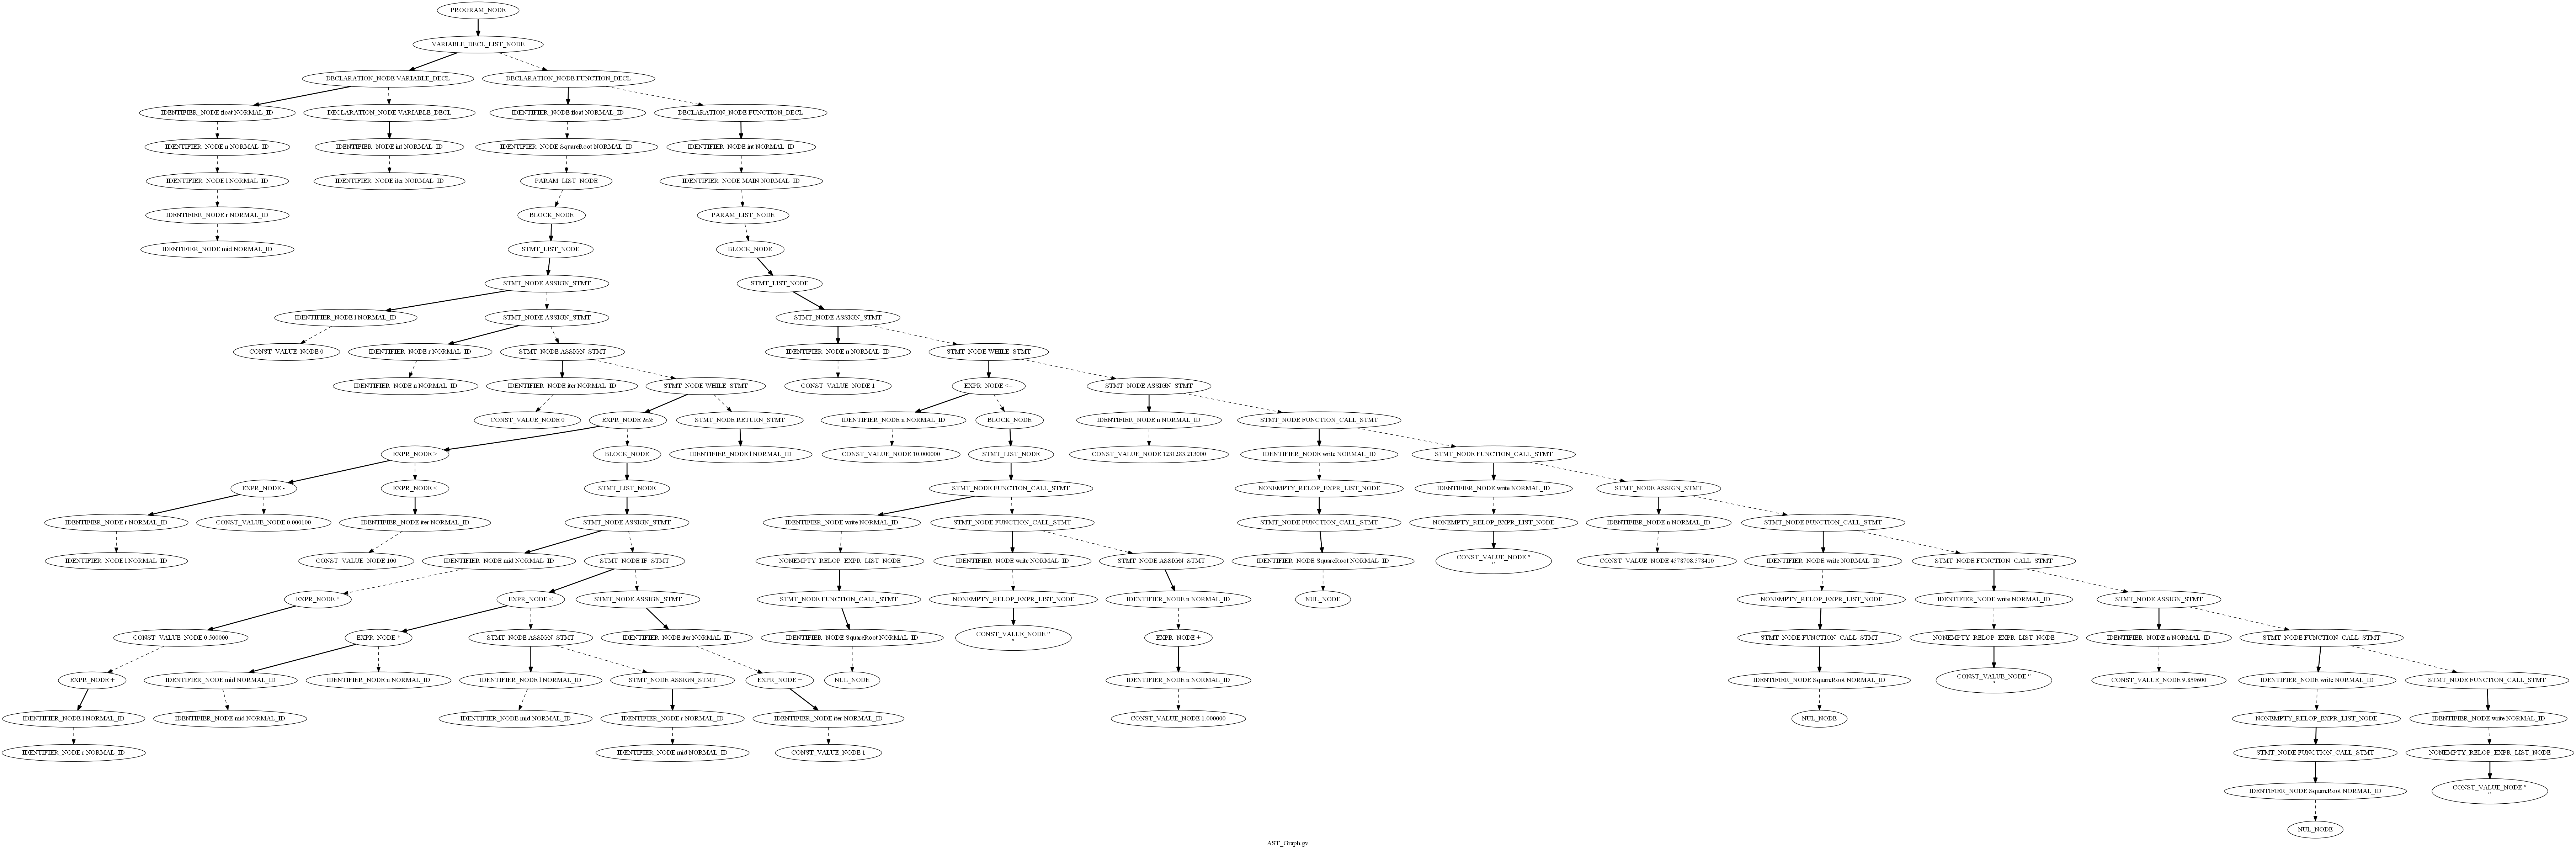 PROGRAM_NODE
VARIABLE_DECL_LIST_NODE
DECLARATION_NODE VARIABLE_DECL
DECLARATION_NODE FUNCTION_DECL
IDENTIFIER_NODE float NORMAL_ID
DECLARATION_NODE VARIABLE_DECL
IDENTIFIER_NODE float NORMAL_ID
DECLARATION_NODE FUNCTION_DECL
IDENTIFIER_NODE n NORMAL_ID
IDENTIFIER_NODE int NORMAL_ID
IDENTIFIER_NODE SquareRoot NORMAL_ID
IDENTIFIER_NODE int NORMAL_ID
IDENTIFIER_NODE l NORMAL_ID
IDENTIFIER_NODE iter NORMAL_ID
PARAM_LIST_NODE
IDENTIFIER_NODE MAIN NORMAL_ID
IDENTIFIER_NODE r NORMAL_ID
BLOCK_NODE
PARAM_LIST_NODE
IDENTIFIER_NODE mid NORMAL_ID
STMT_LIST_NODE
BLOCK_NODE
STMT_NODE ASSIGN_STMT
STMT_LIST_NODE
IDENTIFIER_NODE l NORMAL_ID
STMT_NODE ASSIGN_STMT
STMT_NODE ASSIGN_STMT
CONST_VALUE_NODE 0
IDENTIFIER_NODE r NORMAL_ID
STMT_NODE ASSIGN_STMT
IDENTIFIER_NODE n NORMAL_ID
STMT_NODE WHILE_STMT
IDENTIFIER_NODE n NORMAL_ID
IDENTIFIER_NODE iter NORMAL_ID
STMT_NODE WHILE_STMT
CONST_VALUE_NODE 1
EXPR_NODE <=
STMT_NODE ASSIGN_STMT
CONST_VALUE_NODE 0
EXPR_NODE &&
STMT_NODE RETURN_STMT
IDENTIFIER_NODE n NORMAL_ID
BLOCK_NODE
IDENTIFIER_NODE n NORMAL_ID
STMT_NODE FUNCTION_CALL_STMT
EXPR_NODE >
BLOCK_NODE
IDENTIFIER_NODE l NORMAL_ID
CONST_VALUE_NODE 10.000000
STMT_LIST_NODE
CONST_VALUE_NODE 1231283.213000
IDENTIFIER_NODE write NORMAL_ID
STMT_NODE FUNCTION_CALL_STMT
EXPR_NODE -
EXPR_NODE <
STMT_LIST_NODE
STMT_NODE FUNCTION_CALL_STMT
NONEMPTY_RELOP_EXPR_LIST_NODE
IDENTIFIER_NODE write NORMAL_ID
STMT_NODE ASSIGN_STMT
IDENTIFIER_NODE r NORMAL_ID
CONST_VALUE_NODE 0.000100
IDENTIFIER_NODE iter NORMAL_ID
STMT_NODE ASSIGN_STMT
IDENTIFIER_NODE write NORMAL_ID
STMT_NODE FUNCTION_CALL_STMT
STMT_NODE FUNCTION_CALL_STMT
NONEMPTY_RELOP_EXPR_LIST_NODE
IDENTIFIER_NODE n NORMAL_ID
STMT_NODE FUNCTION_CALL_STMT
IDENTIFIER_NODE l NORMAL_ID
CONST_VALUE_NODE 100
IDENTIFIER_NODE mid NORMAL_ID
STMT_NODE IF_STMT
NONEMPTY_RELOP_EXPR_LIST_NODE
IDENTIFIER_NODE write NORMAL_ID
STMT_NODE ASSIGN_STMT
IDENTIFIER_NODE SquareRoot NORMAL_ID
CONST_VALUE_NODE "
"
CONST_VALUE_NODE 4578708.578410
IDENTIFIER_NODE write NORMAL_ID
STMT_NODE FUNCTION_CALL_STMT
EXPR_NODE *
EXPR_NODE <
STMT_NODE ASSIGN_STMT
STMT_NODE FUNCTION_CALL_STMT
NONEMPTY_RELOP_EXPR_LIST_NODE
IDENTIFIER_NODE n NORMAL_ID
NUL_NODE
NONEMPTY_RELOP_EXPR_LIST_NODE
IDENTIFIER_NODE write NORMAL_ID
STMT_NODE ASSIGN_STMT
CONST_VALUE_NODE 0.500000
EXPR_NODE *
STMT_NODE ASSIGN_STMT
IDENTIFIER_NODE iter NORMAL_ID
IDENTIFIER_NODE SquareRoot NORMAL_ID
CONST_VALUE_NODE "
"
EXPR_NODE +
STMT_NODE FUNCTION_CALL_STMT
NONEMPTY_RELOP_EXPR_LIST_NODE
IDENTIFIER_NODE n NORMAL_ID
STMT_NODE FUNCTION_CALL_STMT
EXPR_NODE +
IDENTIFIER_NODE mid NORMAL_ID
IDENTIFIER_NODE n NORMAL_ID
IDENTIFIER_NODE l NORMAL_ID
STMT_NODE ASSIGN_STMT
EXPR_NODE +
NUL_NODE
IDENTIFIER_NODE n NORMAL_ID
IDENTIFIER_NODE SquareRoot NORMAL_ID
CONST_VALUE_NODE "
"
CONST_VALUE_NODE 9.859600
IDENTIFIER_NODE write NORMAL_ID
STMT_NODE FUNCTION_CALL_STMT
IDENTIFIER_NODE l NORMAL_ID
IDENTIFIER_NODE mid NORMAL_ID
IDENTIFIER_NODE mid NORMAL_ID
IDENTIFIER_NODE r NORMAL_ID
IDENTIFIER_NODE iter NORMAL_ID
CONST_VALUE_NODE 1.000000
NUL_NODE
NONEMPTY_RELOP_EXPR_LIST_NODE
IDENTIFIER_NODE write NORMAL_ID
IDENTIFIER_NODE r NORMAL_ID
IDENTIFIER_NODE mid NORMAL_ID
CONST_VALUE_NODE 1
STMT_NODE FUNCTION_CALL_STMT
NONEMPTY_RELOP_EXPR_LIST_NODE
IDENTIFIER_NODE SquareRoot NORMAL_ID
CONST_VALUE_NODE "
"
NUL_NODE
AST_Graph.gv